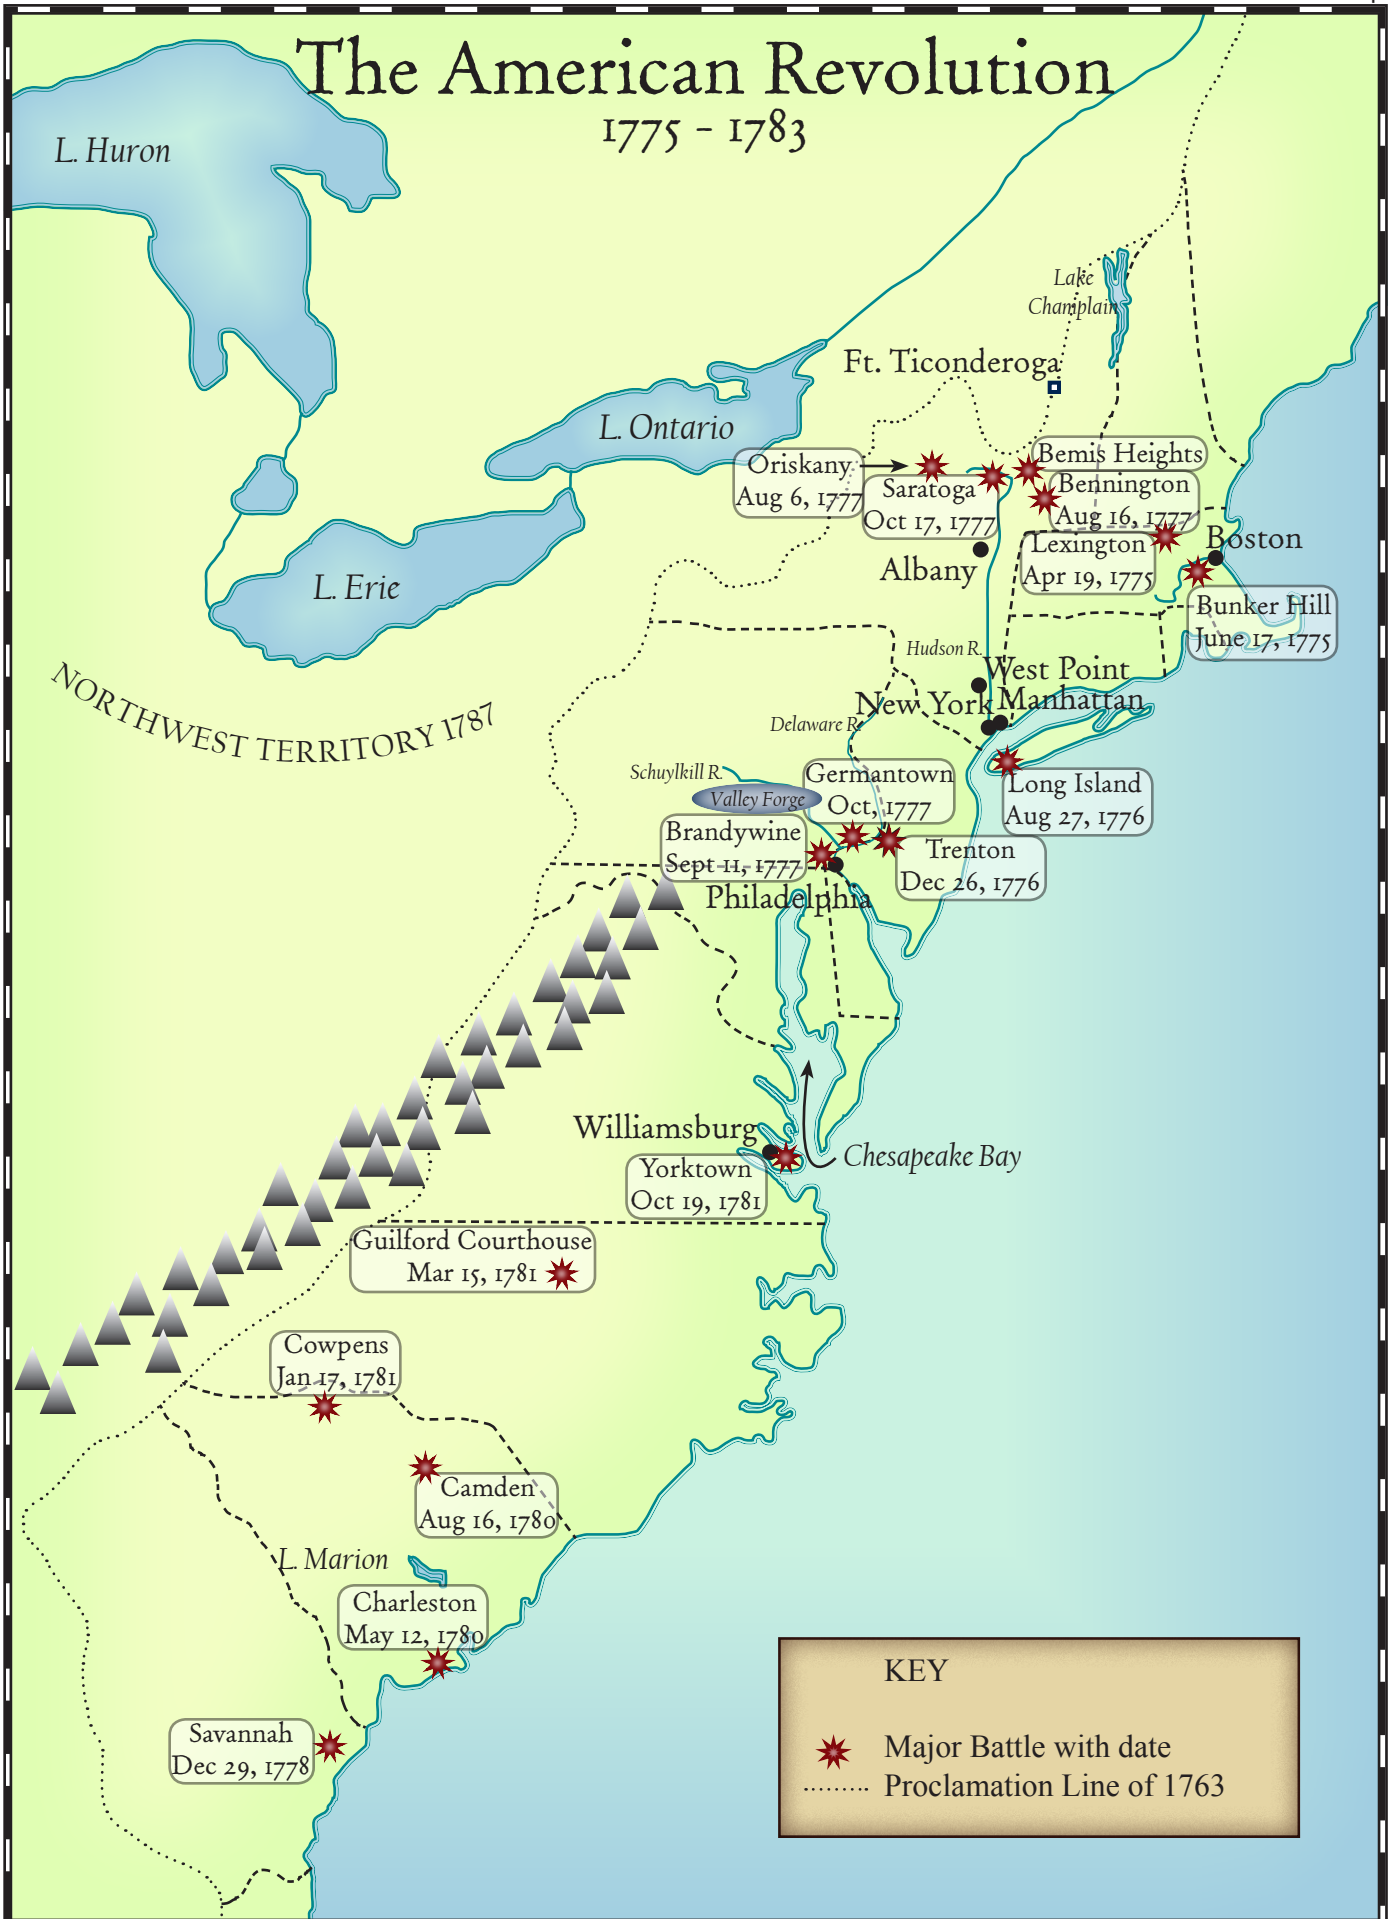 The American Revolution
1775 - 1783
L. Huron
Lake
Champlain
Ft. Ticonderoga
L. Ontario
Oriskany
Aug 6, 1777
Saratoga
Oct 17, 1777
Bemis Heights
Bennington
Aug 16, 1777
Lexington
Apr 19, 1775
Boston
Albany
L. Erie
Bunker Hill
June 17, 1775
Hudson R.
West Point
New York
Manhattan
NORTHWEST TERRITORY 1787
Delaware R.
Schuylkill R.
Valley Forge
Germantown
Oct, 1777
Long Island
Aug 27, 1776
Brandywine
Sept 11, 1777
Trenton
Dec 26, 1776
Philadelphia
Williamsburg
Chesapeake Bay
Yorktown
Oct 19, 1781
Guilford Courthouse
Mar 15, 1781
Cowpens
Jan 17, 1781
Camden
Aug 16, 1780
L. Marion
Charleston
May 12, 1780
Savannah
Dec 29, 1778
KEY
Major Battle with date
Proclamation Line of 1763